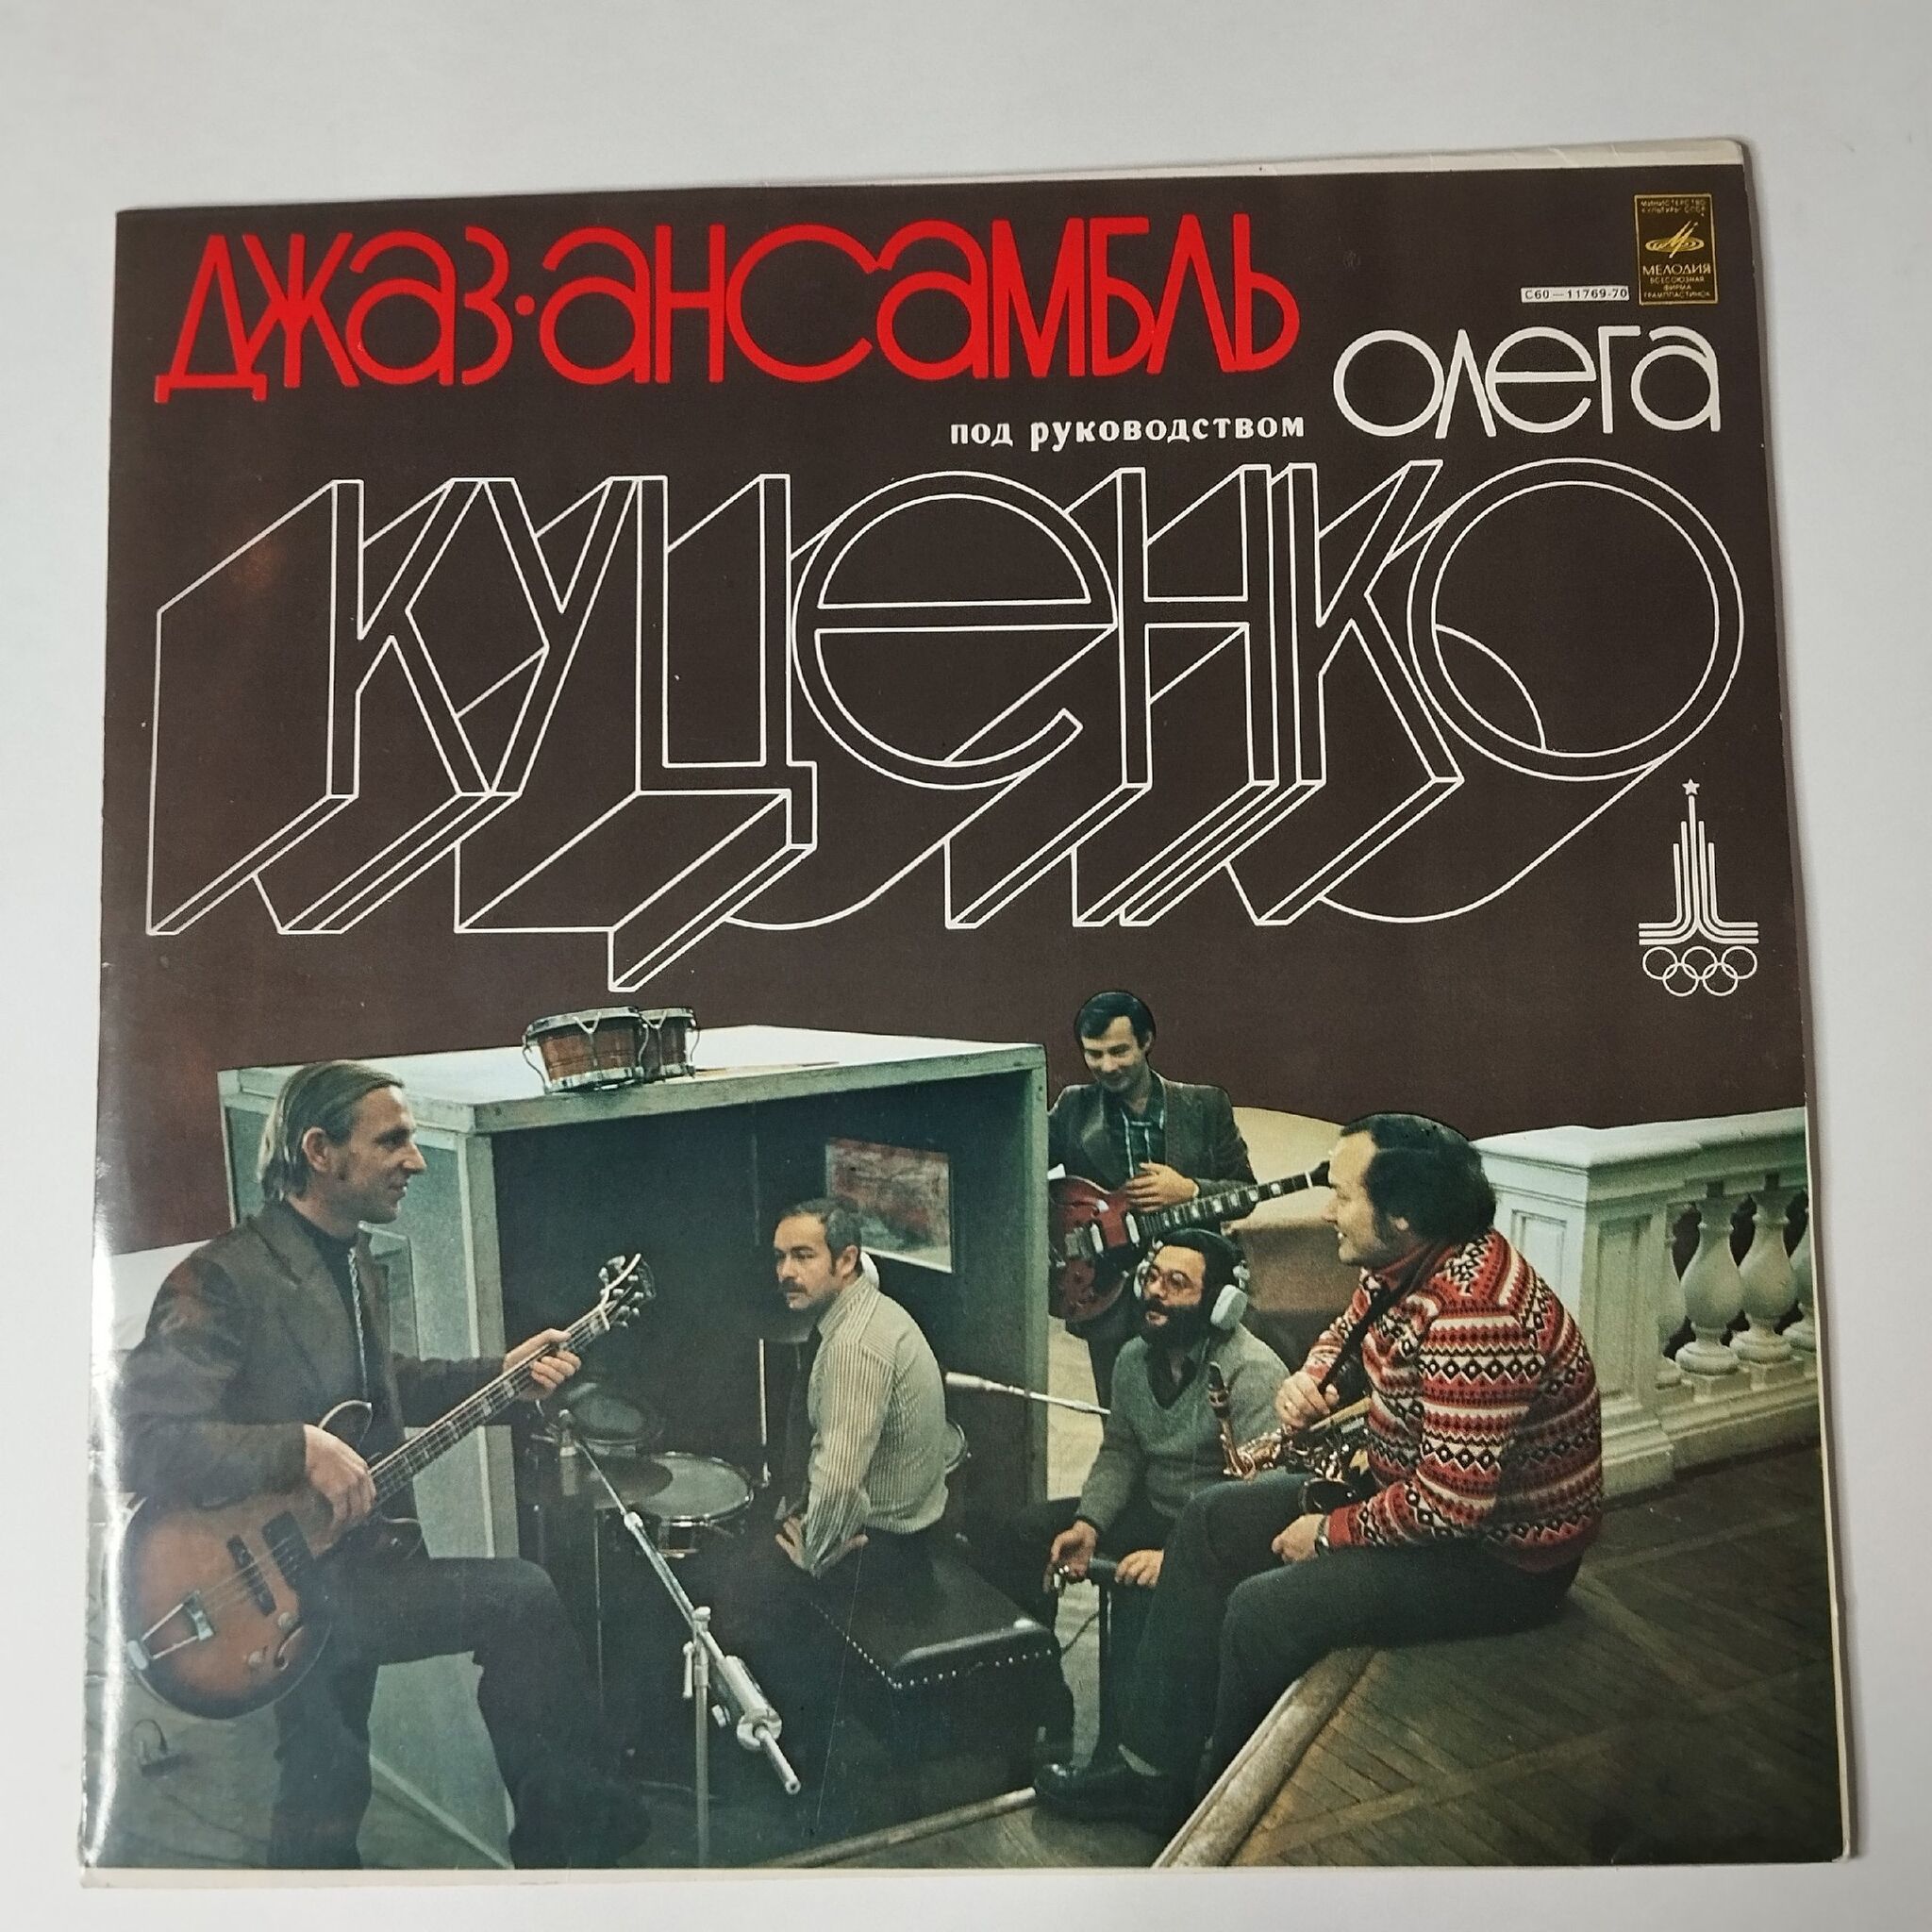 Джаз·ансамбль
МИНИСТЕРСТВО
КУЛЬТУРЫ СССР
МЕЛОДИЯ
ВСЕСОЮЗНАЯ
ФИРМА
ГРАМПЛАСТИНОК
С60—11769-70
под руководством
Олега
Куценко